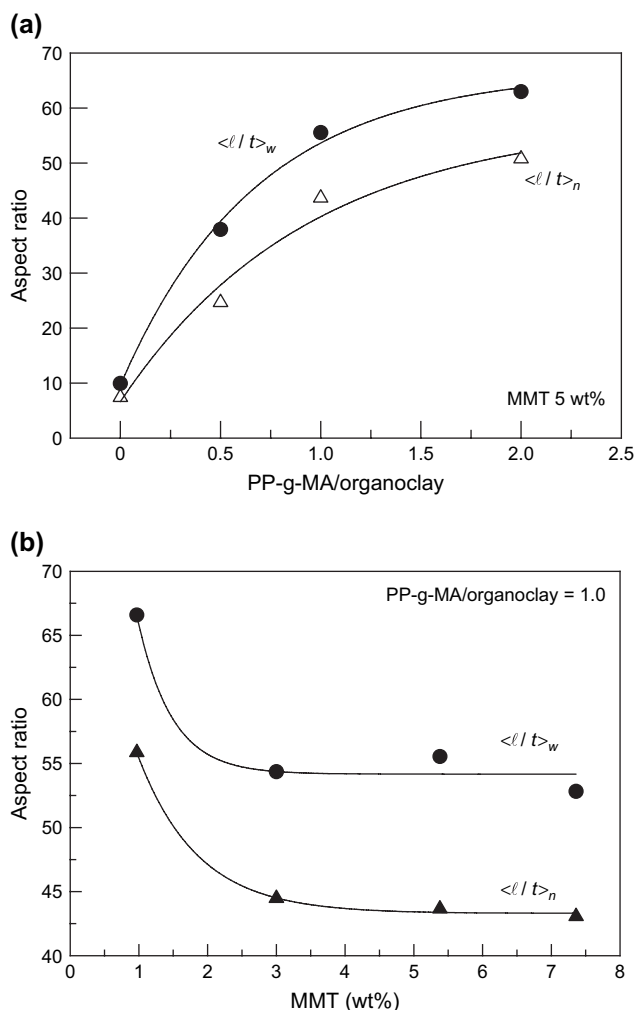 (a)
70
60
50
40
30
20
10
0
Aspect ratio
<ℓ/t>w
<ℓ/t>n
MMT 5 wt%
0 0.5 1.0 1.5 2.0 2.5
PP-g-MA/organoclay
(b)
70
65
60
55
50
45
40
Aspect ratio
PP-g-MA/organoclay = 1.0
<ℓ/t>w
<ℓ/t>n
0 1 2 3 4 5 6 7 8
MMT (wt%)